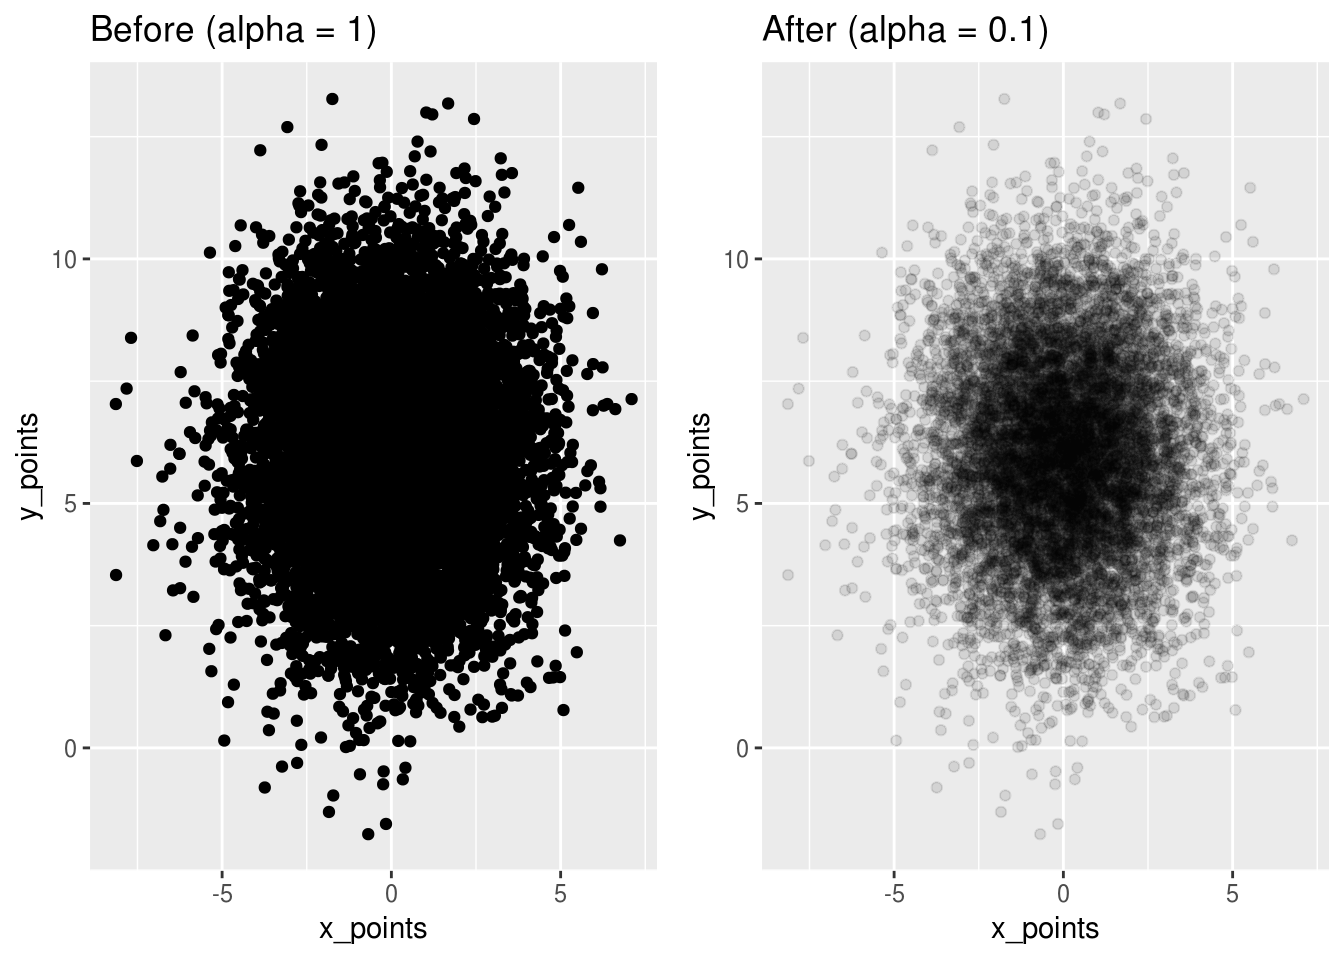 Before (alpha = 1)
y_points
10
5
0
-5 0 5
x_points
After (alpha = 0.1)
y_points
10
5
0
-5 0 5
x_points